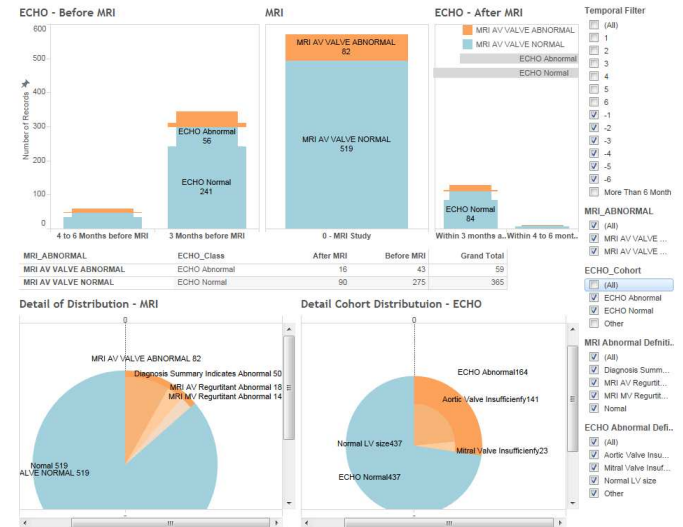 ECHO - Before MRI
MRI
ECHO - After MRI
600
500
400
300
200
100
0
Number of Records
ECHO Abnormal
56
ECHO Normal
241
MRI AV VALVE ABNORMAL
82
MRI AV VALVE NORMAL
519
MRI AV VALVE ABNORMAL
MRI AV VALVE NORMAL
ECHO Abnormal
ECHO Normal
ECHO Normal
84
4 to 6 Months before MRI
3 Months before MRI
0 - MRI Study
Within 3 months a..
Within 4 to 6 mont..
MRI_ABNORMAL ECHO_Class After MRI Before MRI Grand Total
MRI AV VALVE ABNORMAL ECHO Abnormal 16 43 59
MRI AV VALVE NORMAL ECHO Normal 90 275 365
Detail of Distribution - MRI
0
MRI AV VALVE ABNORMAL 82
Diagnosis Summary Indicates Abnormal 50
MRI AV Regurtitant Abnormal 18
MRI MV Regurtitant Abnormal 14
Nomal 519
ALVE NORMAL 519
Detail Cohort Distributuion - ECHO
0
ECHO Abnormal164
Aortic Valve Insufficienfy141
Normal LV size437
Mitral Valve Insufficienfy23
ECHO Normal437
Temporal Filter
(All)
1
2
3
4
5
6
-1
-2
-3
-4
-5
-6
More Than 6 Month
MRI_ABNORMAL
(All)
MRI AV VALVE ...
MRI AV VALVE ...
ECHO_Cohort
(All)
ECHO Abnormal
ECHO Normal
Other
MRI Abnormal Defniti..
(All)
Diagnosis Summ...
MRI AV Regurtit...
MRI MV Regurtit...
Nomal
ECHO Abnormal Defi..
(All)
Aortic Valve Insu...
Mitral Valve Insuf...
Normal LV size
Other